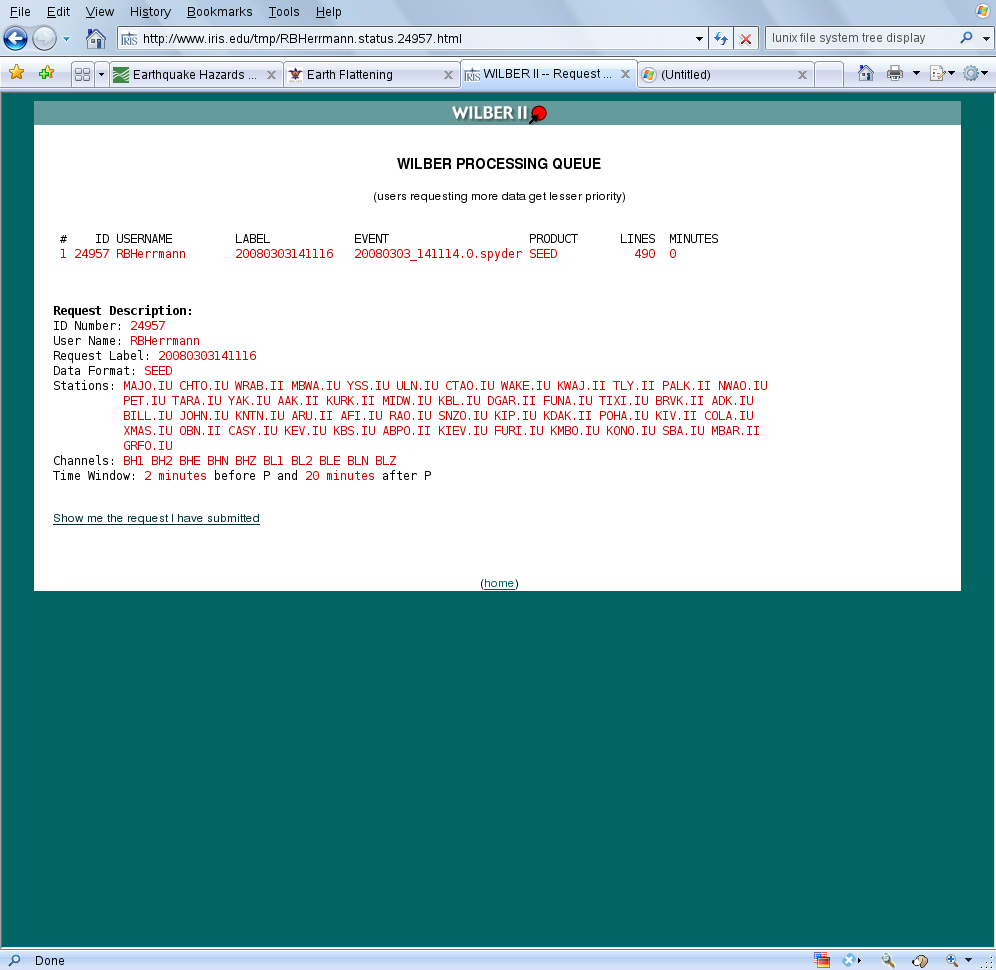 File Edit View History Bookmarks Tools Help
IRIS http://www.iris.edu/tmp/RBHerrmann.status.24957.html lunix file system tree display
Earthquake Hazards ... Earth Flattening IRIS WILBER II -- Request ... (Untitled)
WILBER II
WILBER PROCESSING QUEUE
(users requesting more data get lesser priority)
# ID USERNAME LABEL EVENT PRODUCT LINES MINUTES
1 24957 RBHerrmann 20080303141116 20080303_141114.0.spyder SEED 490 0
Request Description:
ID Number: 24957
User Name: RBHerrmann
Request Label: 20080303141116
Data Format: SEED
Stations: MAJO.IU CHTO.IU WRAB.II MBWA.IU YSS.IU ULN.IU CTAO.IU WAKE.IU KWAJ.II TLY.II PALK.II NWAO.IU
PET.IU TARA.IU YAK.IU AAK.II KURK.II MIDW.IU KBL.IU DGAR.II FUNA.IU TIXI.IU BRVK.II ADK.IU
BILL.IU JOHN.IU KNTN.IU ARU.II AFI.IU RAO.IU SNZO.IU KIP.IU KDAK.II POHA.IU KIV.II COLA.IU
XMAS.IU OBN.II CASY.IU KEV.IU KBS.IU ABPO.II KIEV.IU FURI.IU KMBO.IU KONO.IU SBA.IU MBAR.II
GRFO.IU
Channels: BH1 BH2 BHE BHN BHZ BL1 BL2 BLE BLN BLZ
Time Window: 2 minutes before P and 20 minutes after P
Show me the request I have submitted
(home)
Done